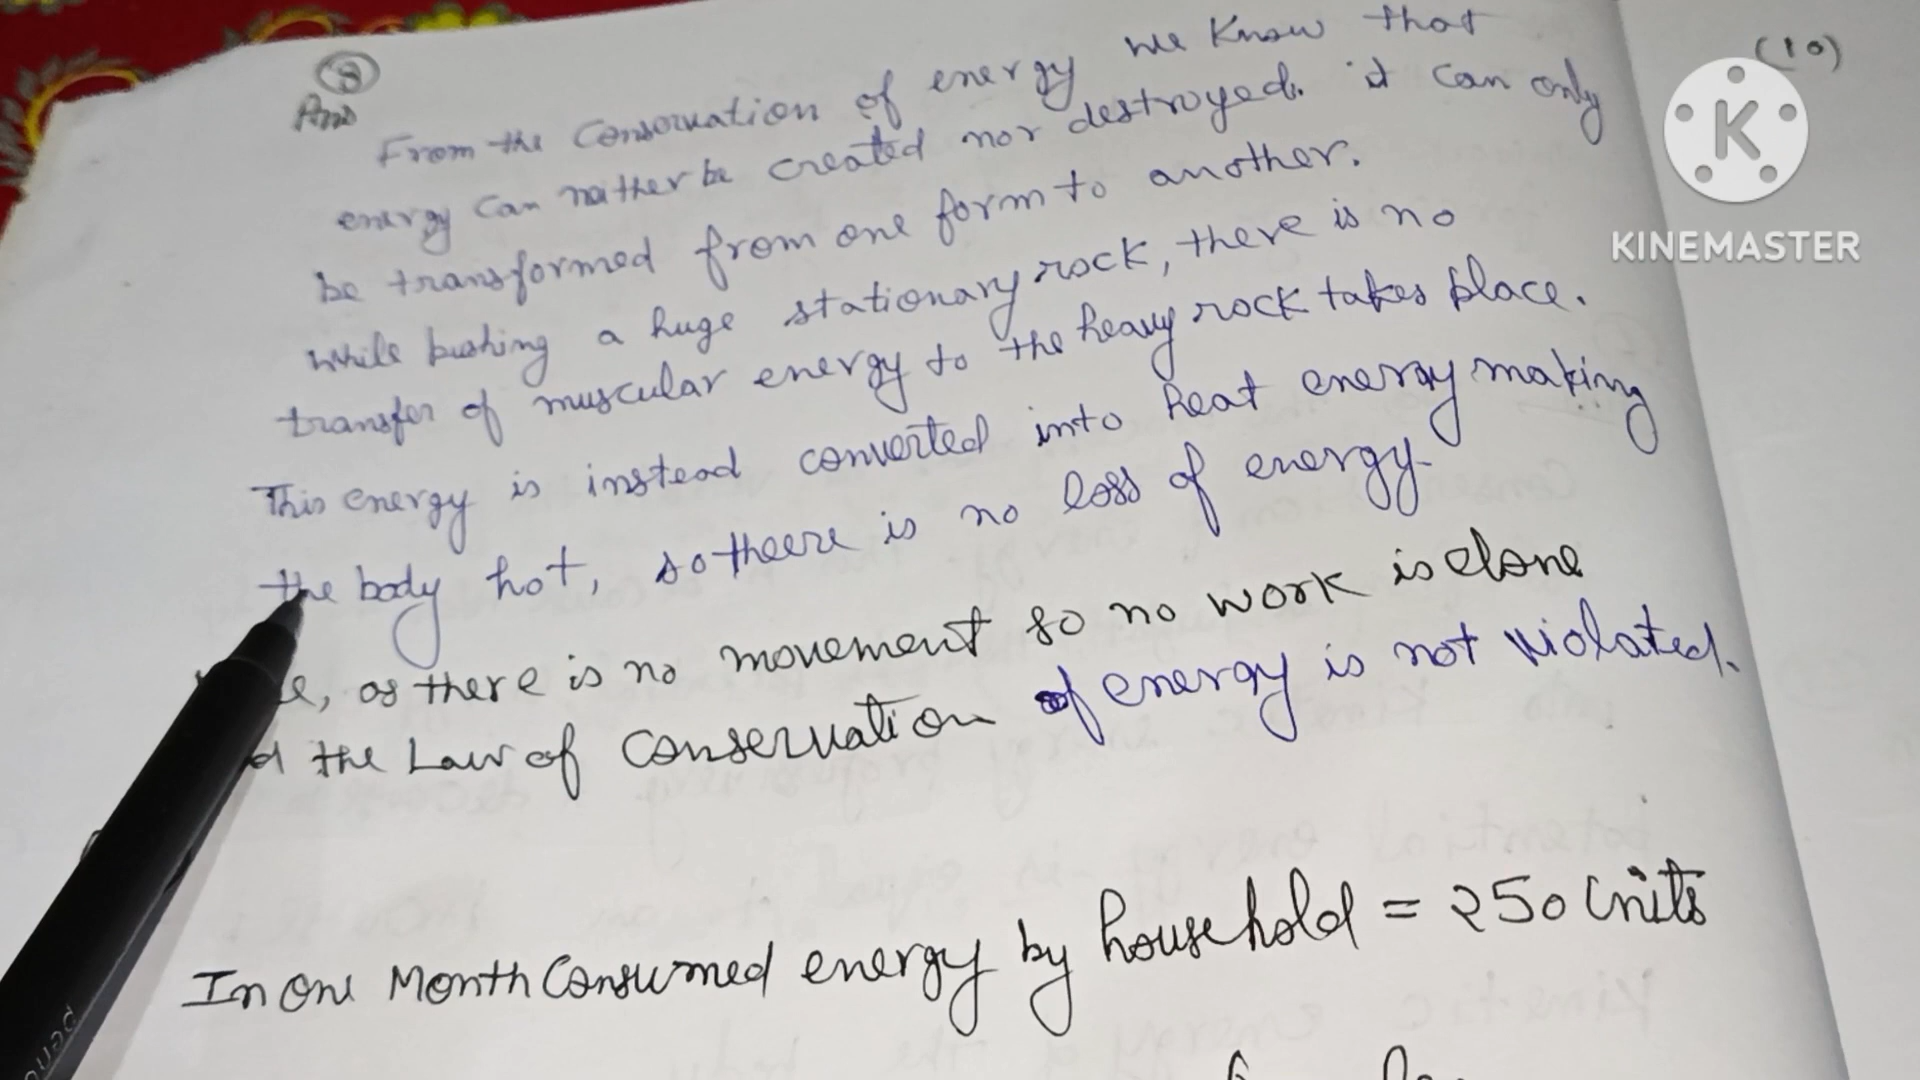 (10)
8
Ans
From the Conservation of energy we know that
energy can neither be created nor destroyed. it can only
be transformed from one form to another.
while pushing a huge stationary rock, there is no
transfer of muscular energy to the heavy rock takes place.
This energy is instead converted into heat energy making
the body hot, so theere is no loss of energy
, as there is no movement so no work is done
the Law of Conservation of energy is not violated.
In one Month Consumed energy by household = 250 Units
K
KINEMASTER